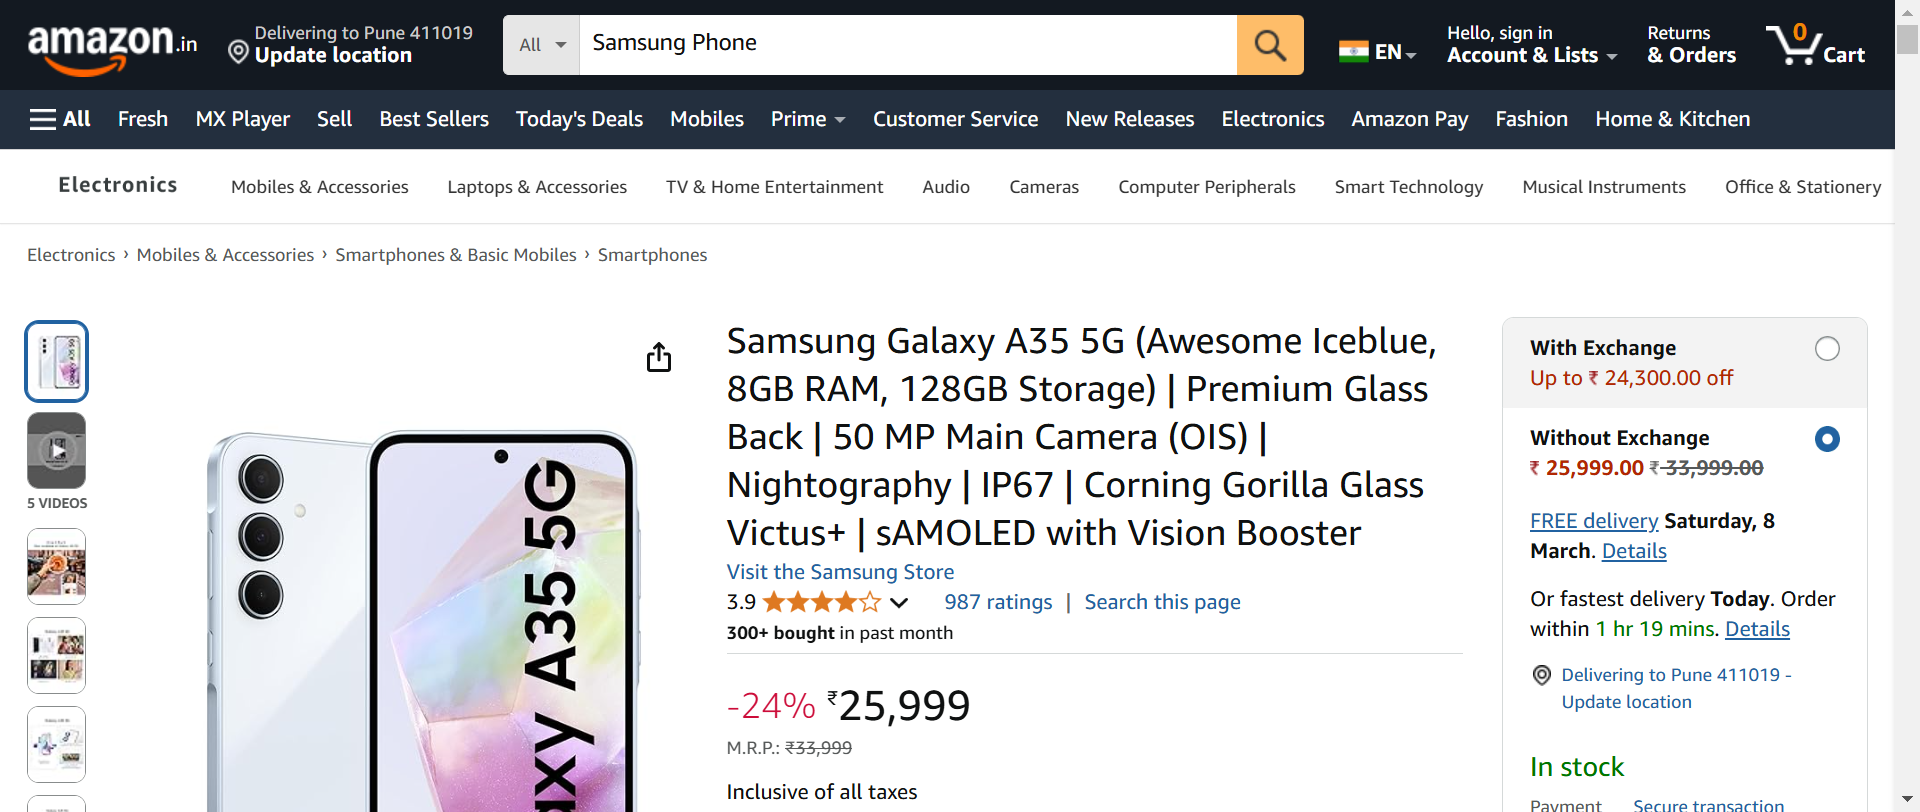 amazon.in
Delivering to Pune 411019
Update location
All
Samsung Phone
EN
Hello, sign in
Account & Lists
Returns
& Orders
0
Cart
All
Fresh
MX Player
Sell
Best Sellers
Today's Deals
Mobiles
Prime
Customer Service
New Releases
Electronics
Amazon Pay
Fashion
Home & Kitchen
Electronics
Mobiles & Accessories
Laptops & Accessories
TV & Home Entertainment
Audio
Cameras
Computer Peripherals
Smart Technology
Musical Instruments
Office & Stationery
Electronics › Mobiles & Accessories › Smartphones & Basic Mobiles › Smartphones
5 VIDEOS
axy A35 5G
Samsung Galaxy A35 5G (Awesome Iceblue,
8GB RAM, 128GB Storage) | Premium Glass
Back | 50 MP Main Camera (OIS) |
Nightography | IP67 | Corning Gorilla Glass
Victus+ | sAMOLED with Vision Booster
Visit the Samsung Store
3.9
987 ratings | Search this page
300+ bought in past month
-24% ₹25,999
M.R.P.: ₹33,999
Inclusive of all taxes
With Exchange
Up to ₹ 24,300.00 off
Without Exchange
₹ 25,999.00 ₹ 33,999.00
FREE delivery Saturday, 8
March. Details
Or fastest delivery Today. Order
within 1 hr 19 mins. Details
Delivering to Pune 411019 -
Update location
In stock
Payment Secure transaction